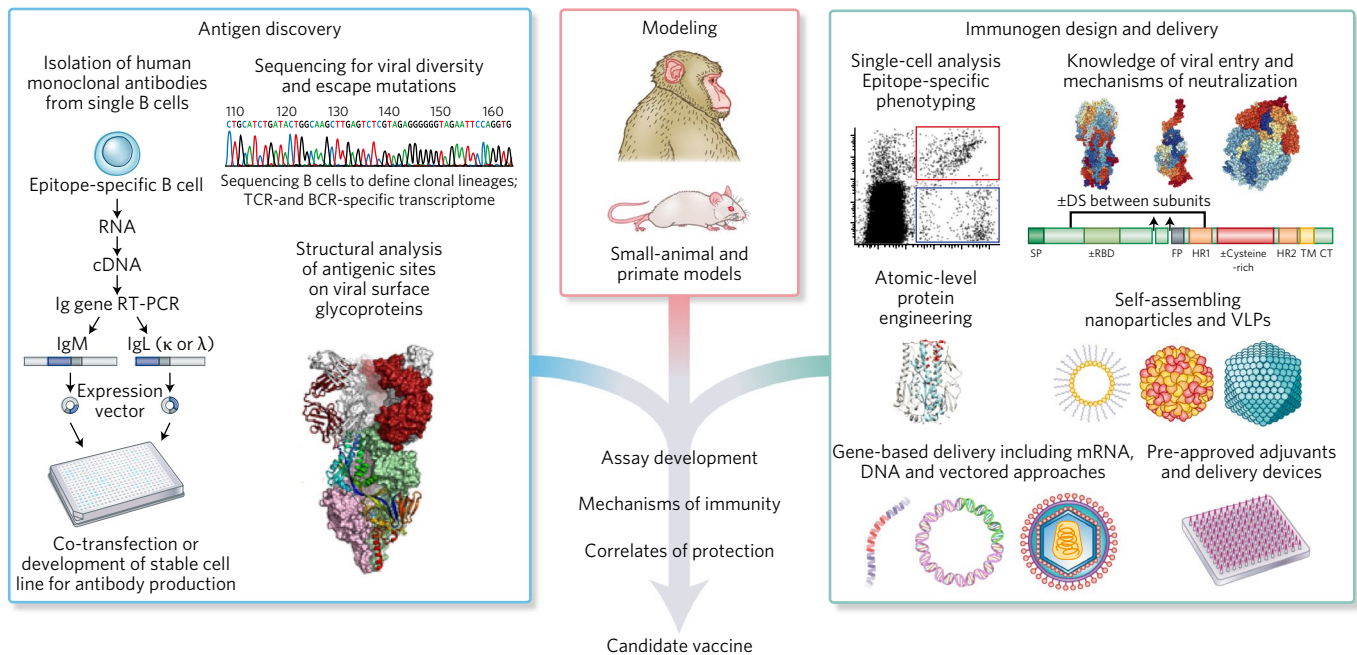 Antigen discovery
Isolation of human
monoclonal antibodies
from single B cells
Epitope-specific B cell
RNA
cDNA
Ig gene RT-PCR
IgM
IgL (κ or λ)
Expression
vector
Co-transfection or
development of stable cell
line for antibody production
Sequencing for viral diversity
and escape mutations
110 120 130 140 150 160
CTGCATCTGATACTGGCAAGCTTGAGTCTCGTAGAGGGGGGTAGAATTCCAGGTG
Sequencing B cells to define clonal lineages;
TCR-and BCR-specific transcriptome
Structural analysis
of antigenic sites
on viral surface
glycoproteins
Modeling
Small-animal and
primate models
Assay development
Mechanisms of immunity
Correlates of protection
Candidate vaccine
Immunogen design and delivery
Single-cell analysis
Epitope-specific
phenotyping
Knowledge of viral entry and
mechanisms of neutralization
±DS between subunits
SP ±RBD FP HR1 ±Cysteine HR2 TM CT
-rich
Atomic-level
protein
engineering
Self-assembling
nanoparticles and VLPs
Gene-based delivery including mRNA,
DNA and vectored approaches
Pre-approved adjuvants
and delivery devices